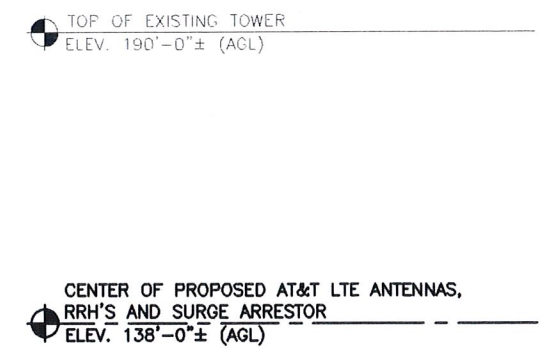 TOP OF EXISTING TOWER
ELEV. 190'-0"± (AGL)
CENTER OF PROPOSED AT&T LTE ANTENNAS,
RRH'S AND SURGE ARRESTOR
ELEV. 138'-0"± (AGL)